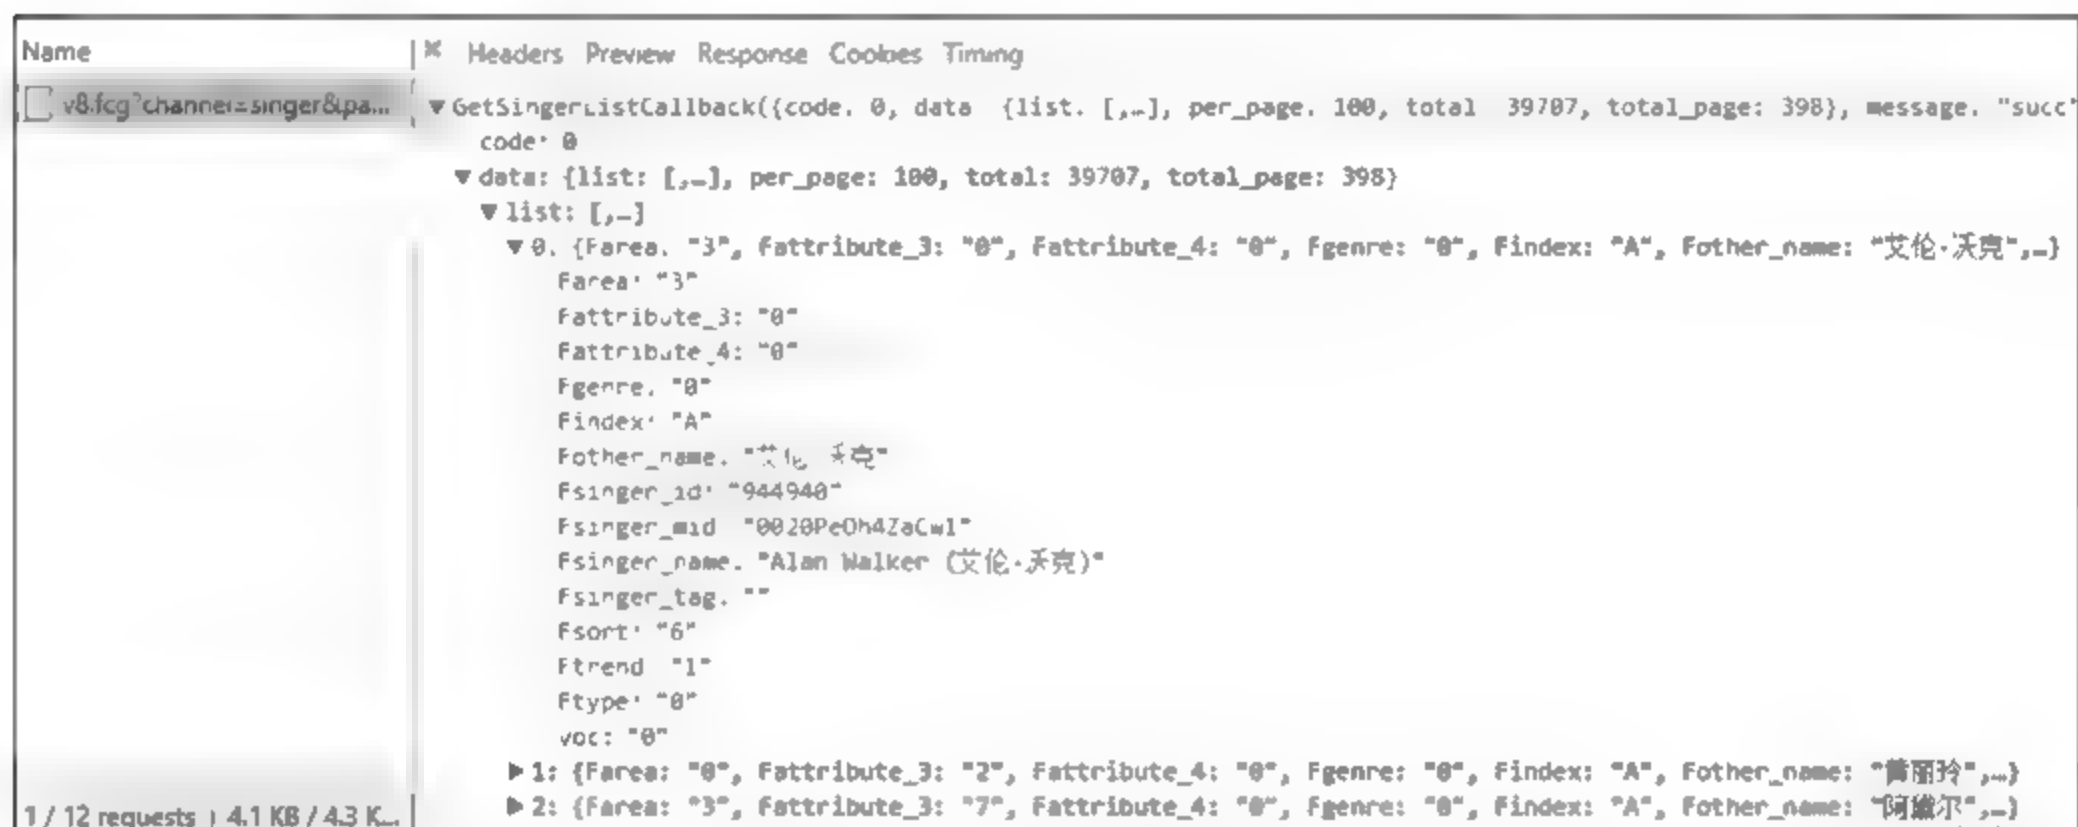 Name
× Headers Preview Response Cookies Timing
v8.fcg?channel=singer&pa...
▼ GetSingerListCallback({code: 0, data: {list: [,…], per_page: 100, total: 39707, total_page: 398}, message: "succ"
code: 0
▼ data: {list: [,…], per_page: 100, total: 39707, total_page: 398}
▼ list: [,…]
▼ 0: {Farea: "3", Fattribute_3: "0", Fattribute_4: "0", Fgenre: "0", Findex: "A", Fother_name: "艾伦·沃克",…}
Farea: "3"
Fattribute_3: "0"
Fattribute_4: "0"
Fgenre: "0"
Findex: "A"
Fother_name: "艾伦·沃克"
Fsinger_id: "944940"
Fsinger_mid: "0020PeOh4ZaCw1"
Fsinger_name: "Alan Walker (艾伦·沃克)"
Fsinger_tag: ""
Fsort: "6"
Ftrend: "1"
Ftype: "0"
voc: "0"
▶ 1: {Farea: "0", Fattribute_3: "2", Fattribute_4: "0", Fgenre: "0", Findex: "A", Fother_name: "黄丽玲",…}
▶ 2: {Farea: "3", Fattribute_3: "7", Fattribute_4: "0", Fgenre: "0", Findex: "A", Fother_name: "阿黛尔",…}
1 / 12 requests | 4.1 KB / 4.3 K...